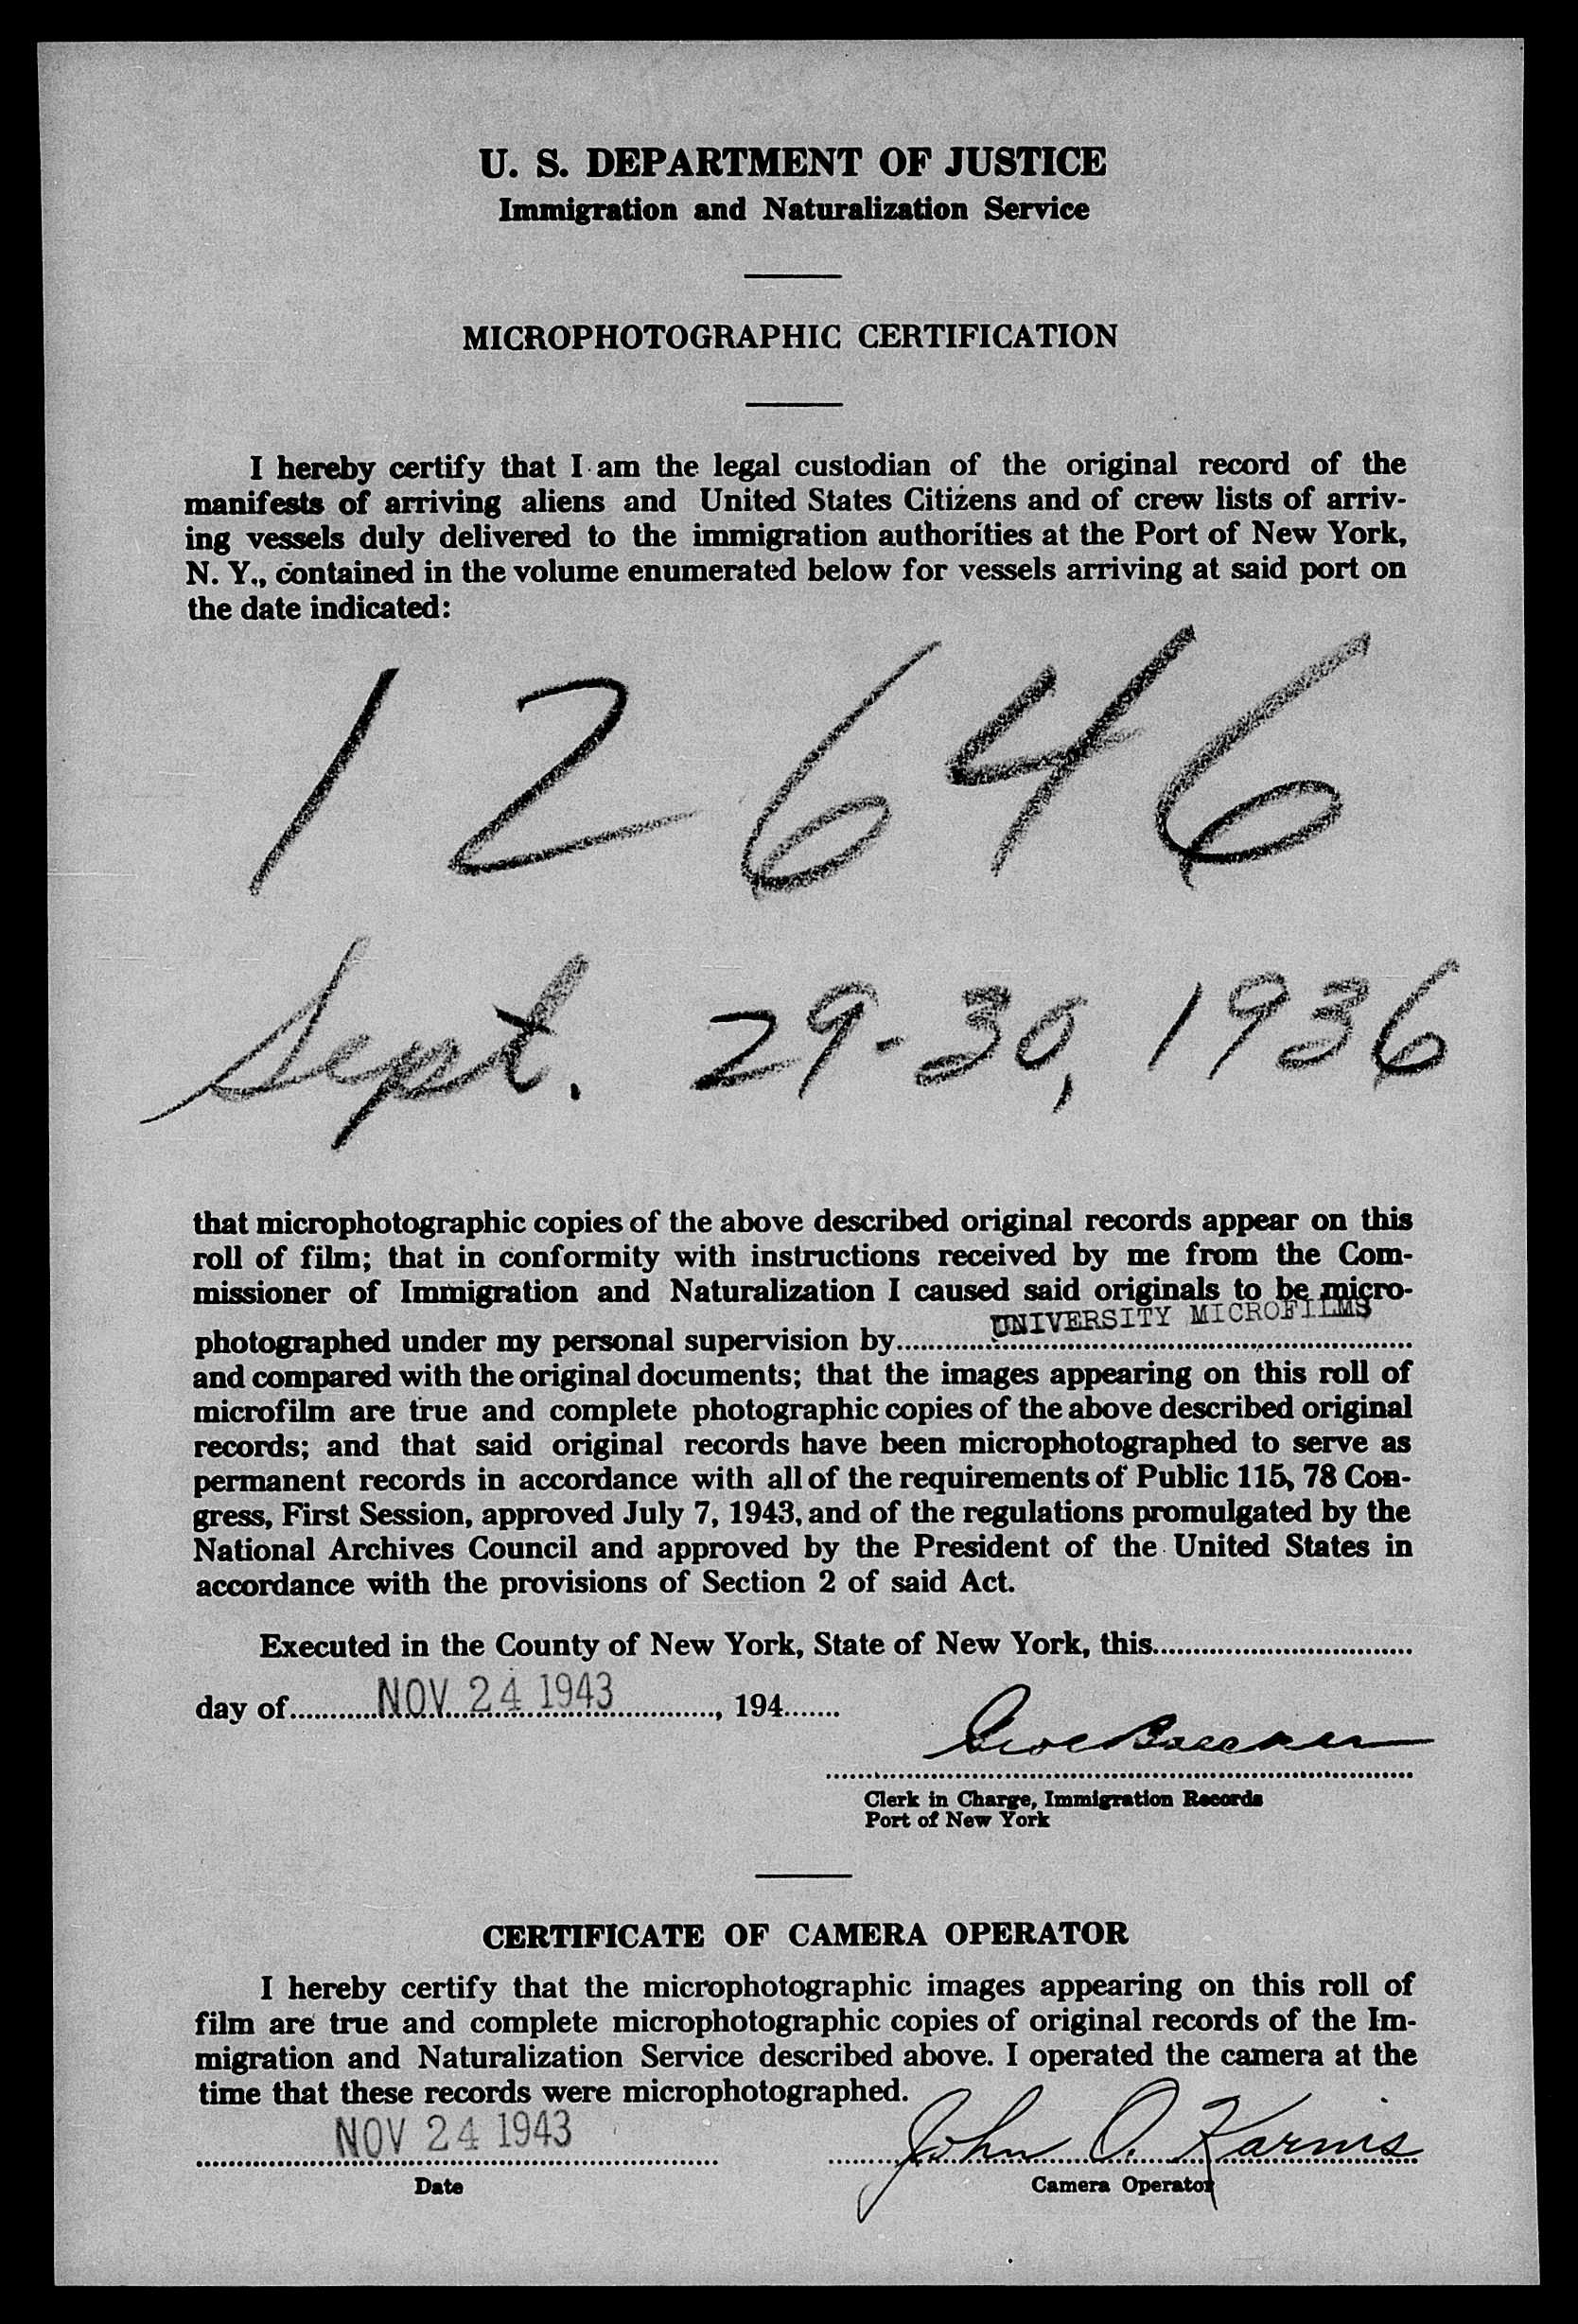 U. S. DEPARTMENT OF JUSTICE
Immigration and Naturalization Service
MICROPHOTOGRAPHIC CERTIFICATION
I hereby certify that I am the legal custodian of the original record of the
manifests of arriving aliens and United States Citizens and of crew lists of arriv-
ing vessels duly delivered to the immigration authorities at the Port of New York,
N. Y., contained in the volume enumerated below for vessels arriving at said port on
the date indicated:
12646
Sept. 29-30, 1936
that microphotographic copies of the above described original records appear on this
roll of film; that in conformity with instructions received by me from the Com-
missioner of Immigration and Naturalization I caused said originals to be micro-
photographed under my personal supervision by UNIVERSITY MICROFILMS
and compared with the original documents; that the images appearing on this roll of
microfilm are true and complete photographic copies of the above described original
records; and that said original records have been microphotographed to serve as
permanent records in accordance with all of the requirements of Public 115, 78 Con-
gress, First Session, approved July 7, 1943, and of the regulations promulgated by the
National Archives Council and approved by the President of the United States in
accordance with the provisions of Section 2 of said Act.
Executed in the County of New York, State of New York, this
day of NOV 24 1943, 194
Clerk in Charge, Immigration Records
Port of New York
CERTIFICATE OF CAMERA OPERATOR
I hereby certify that the microphotographic images appearing on this roll of
film are true and complete microphotographic copies of original records of the Im-
migration and Naturalization Service described above. I operated the camera at the
time that these records were microphotographed.
NOV 24 1943 John O. Karnis
Date Camera Operator